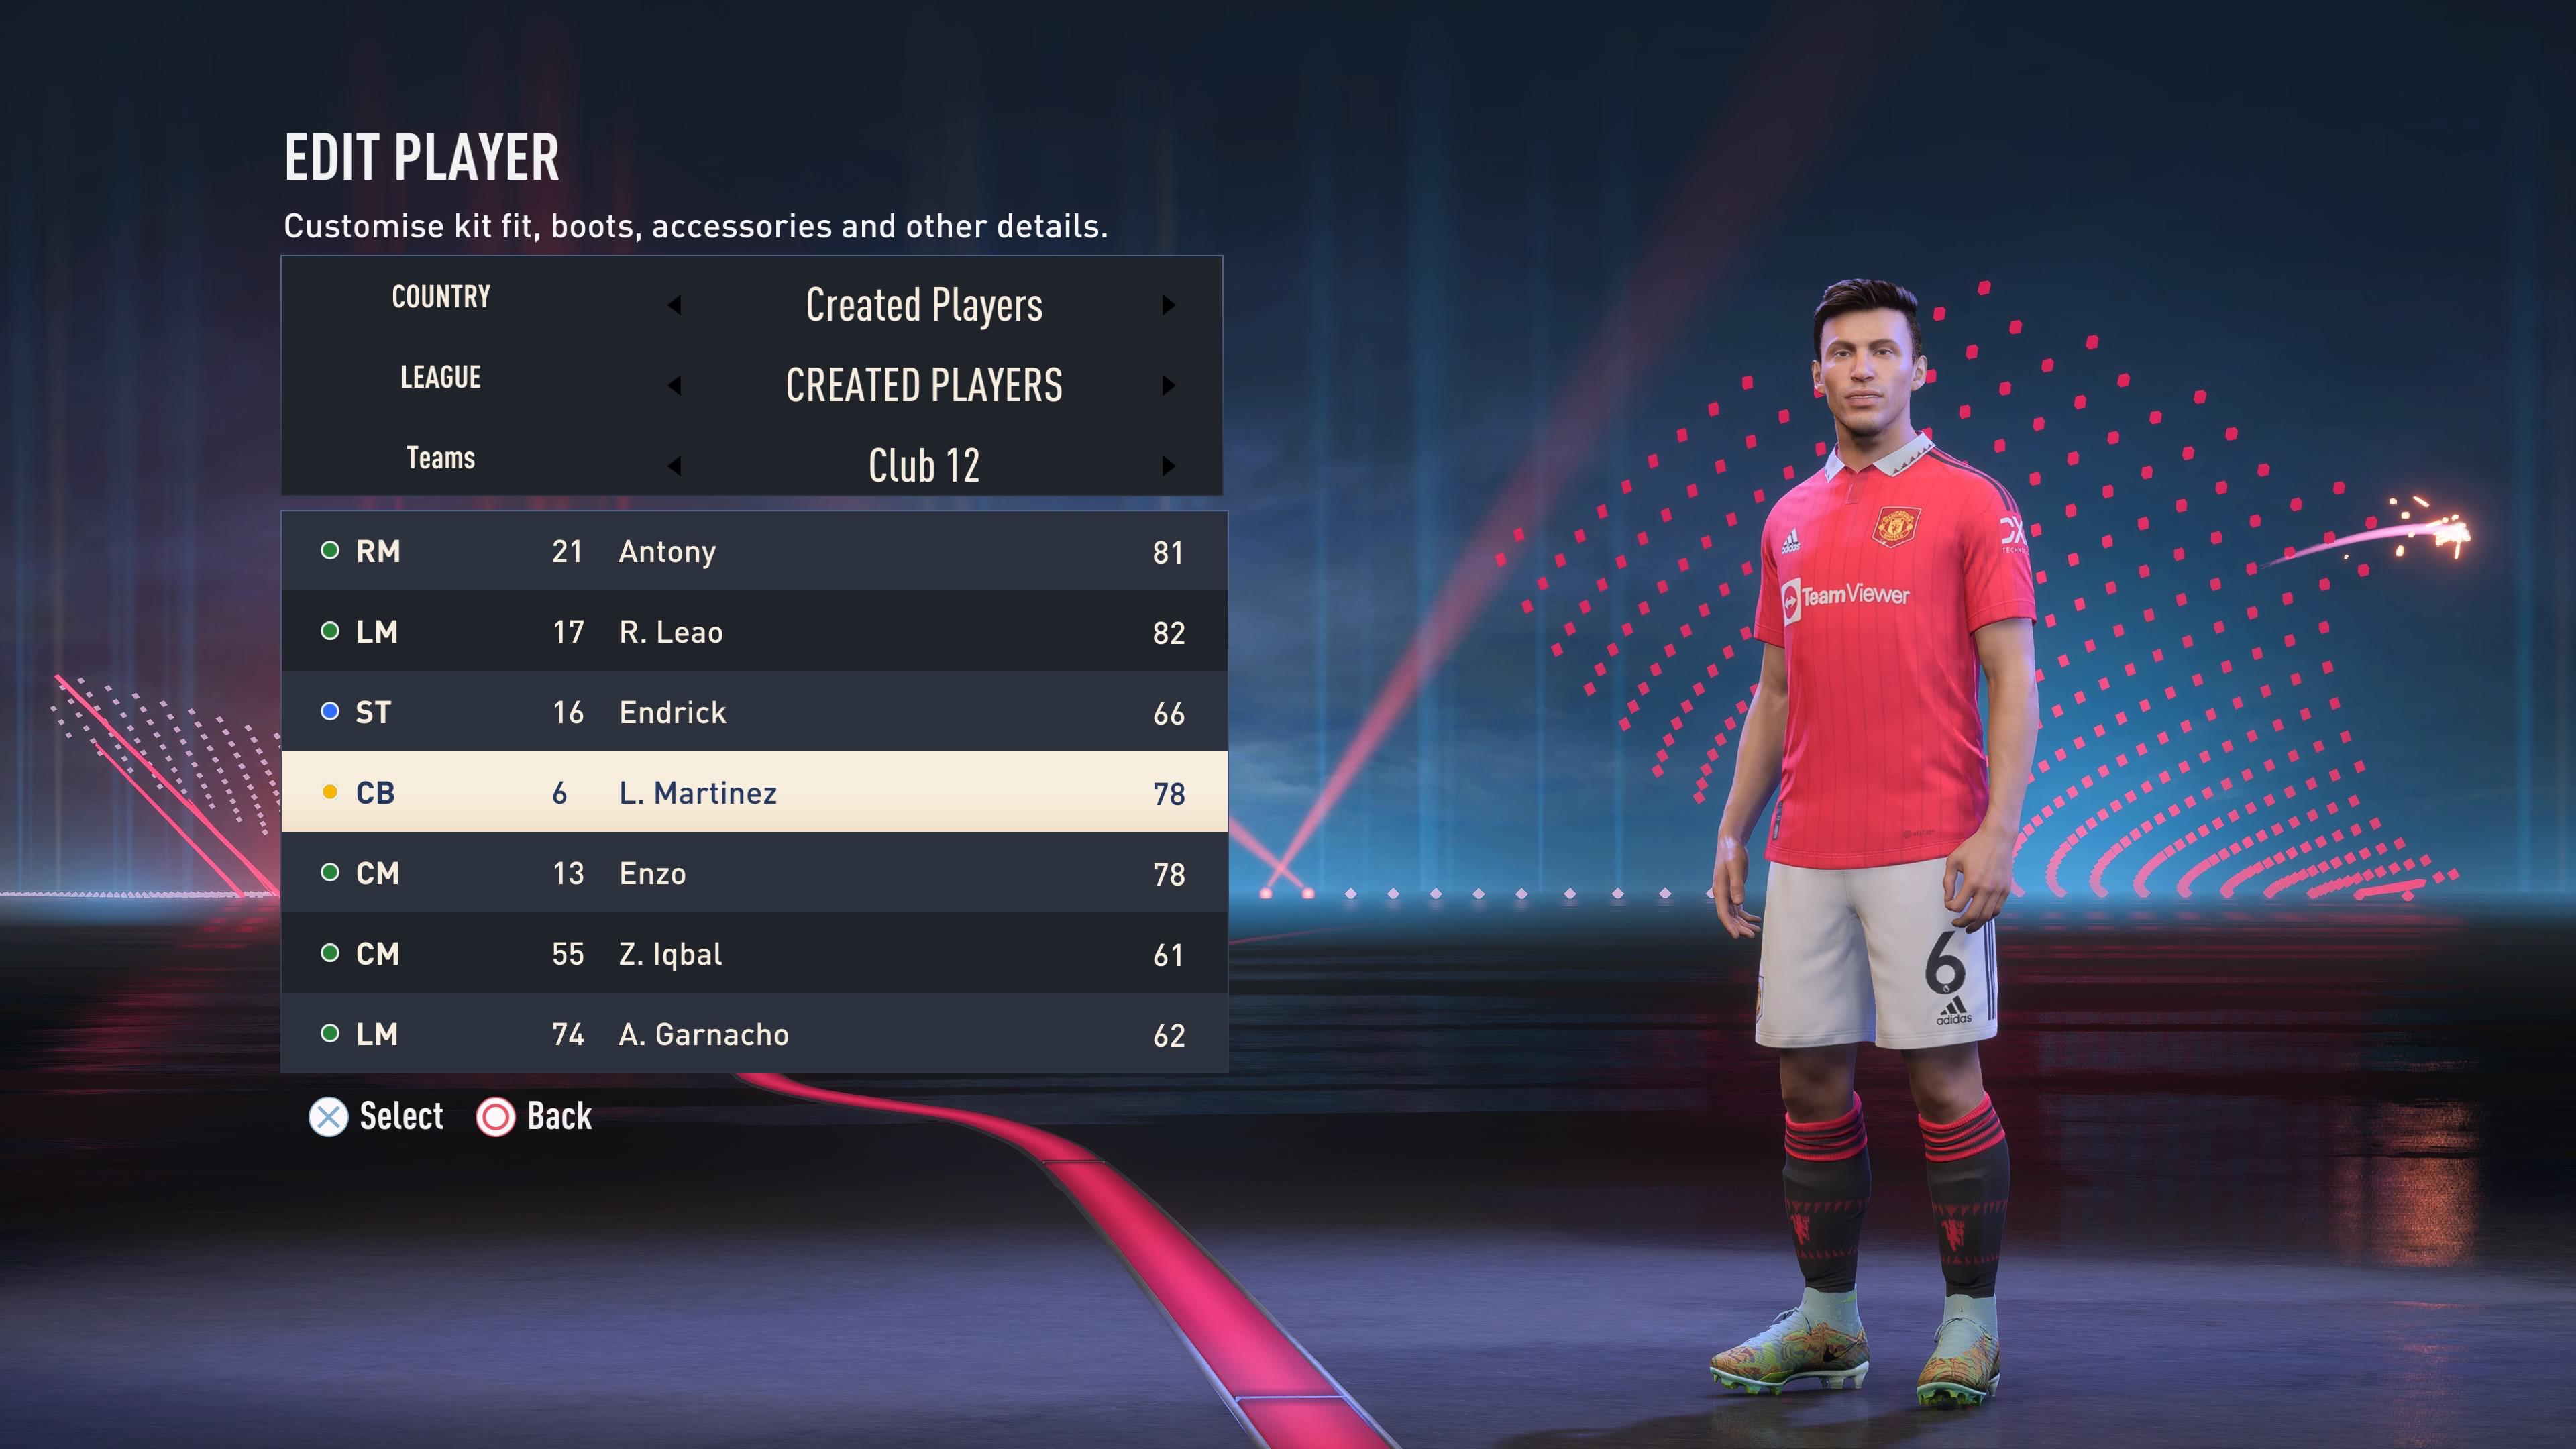 EDIT PLAYER
Customise kit fit, boots, accessories and other details.
COUNTRY Created Players
LEAGUE CREATED PLAYERS
Teams Club 12
RM 21 Antony 81
LM 17 R. Leao 82
ST 16 Endrick 66
CB 6 L. Martinez 78
CM 13 Enzo 78
CM 55 Z. Iqbal 61
LM 74 A. Garnacho 62
Select Back
adidas
DX
TeamViewer
6
adidas